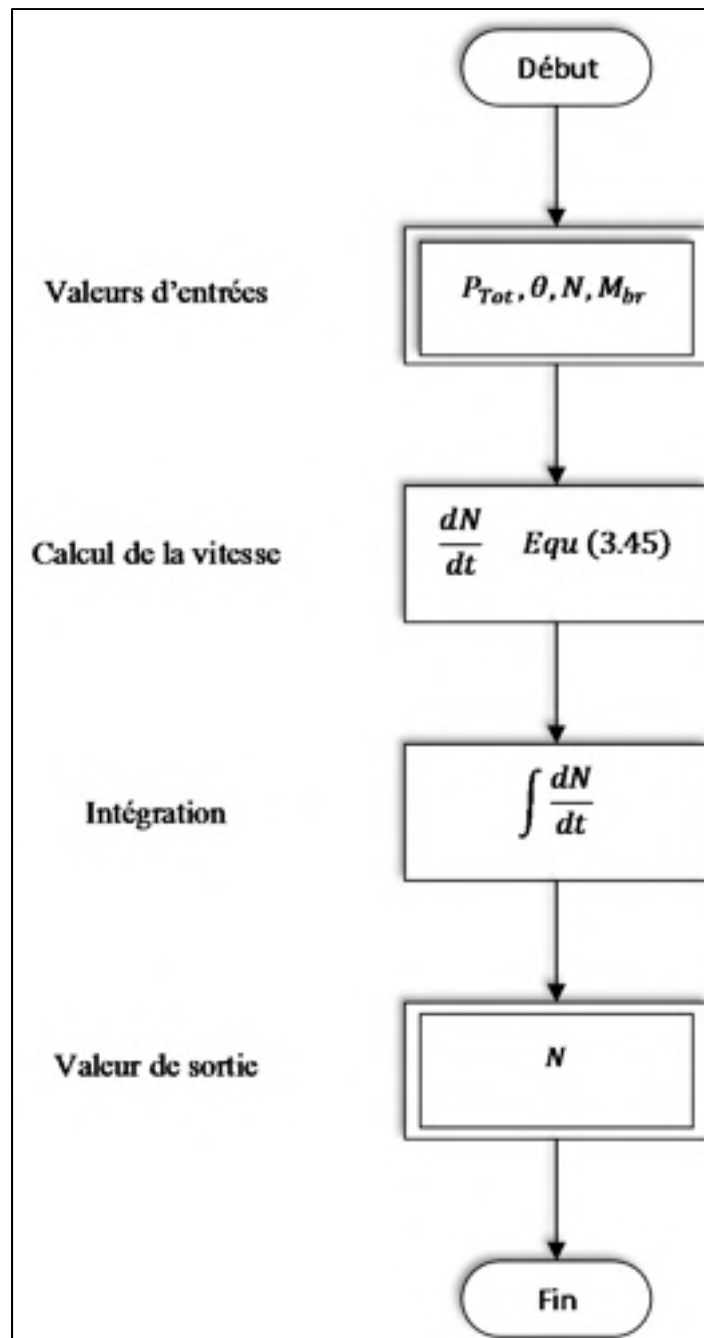 Début
Valeurs d'entrées
P_Tot, θ, N, M_br
Calcul de la vitesse
dN/dt Equ (3.45)
Intégration
∫ dN/dt
Valeur de sortie
N
Fin